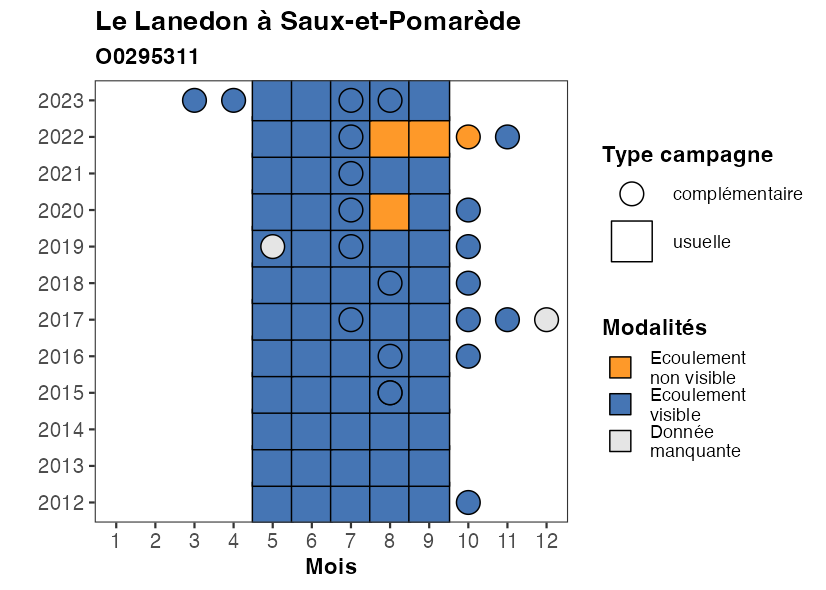 Le Lanedon à Saux-et-Pomarède
O0295311
2023
2022
2021
2020
2019
2018
2017
2016
2015
2014
2013
2012
1 2 3 4 5 6 7 8 9 10 11 12
Mois
Type campagne
complémentaire
usuelle
Modalités
Ecoulement
non visible
Ecoulement
visible
Donnée
manquante